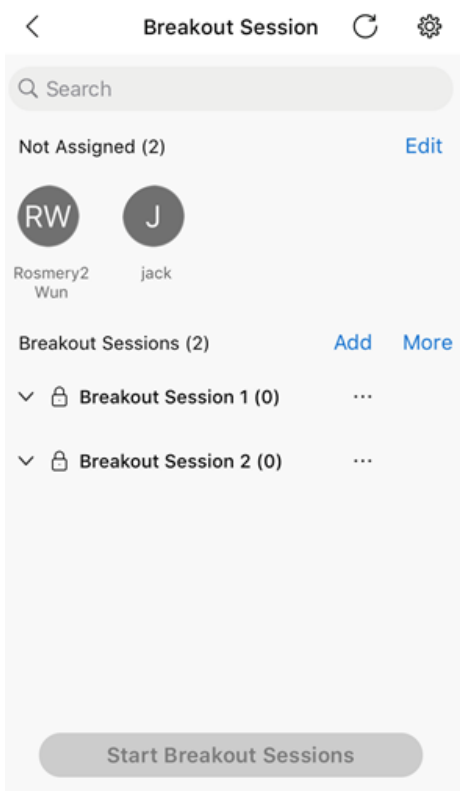 Breakout Session
Search
Not Assigned (2)
Edit
RW
J
Rosmery2
Wun
jack
Breakout Sessions (2)
Add
More
Breakout Session 1 (0)
...
Breakout Session 2 (0)
...
Start Breakout Sessions